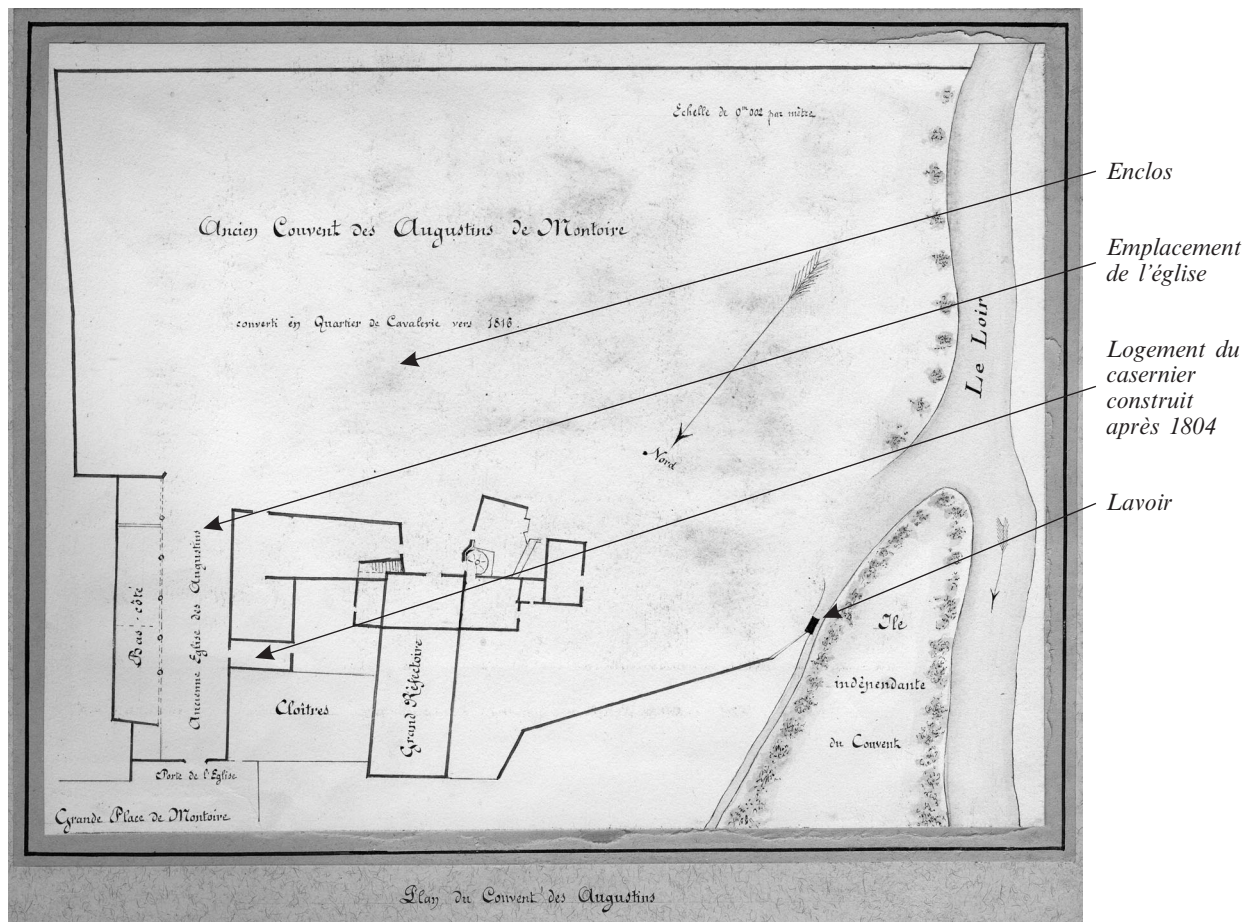 Echelle de 0m 002 par mètre
Ancien Couvent des Augustins de Montoire
converti en Quartier de Cavalerie vers 1816.
Nord
Le Loir
Bas-côté
Ancienne Eglise des Augustins
Cloîtres
Grand Réfectoire
Ile
indépendante
du Couvent
Porte de l'Eglise
Grande Place de Montoire
Plan du Couvent des Augustins
Enclos
Emplacement
de l'église
Logement du
casernier
construit
après 1804
Lavoir